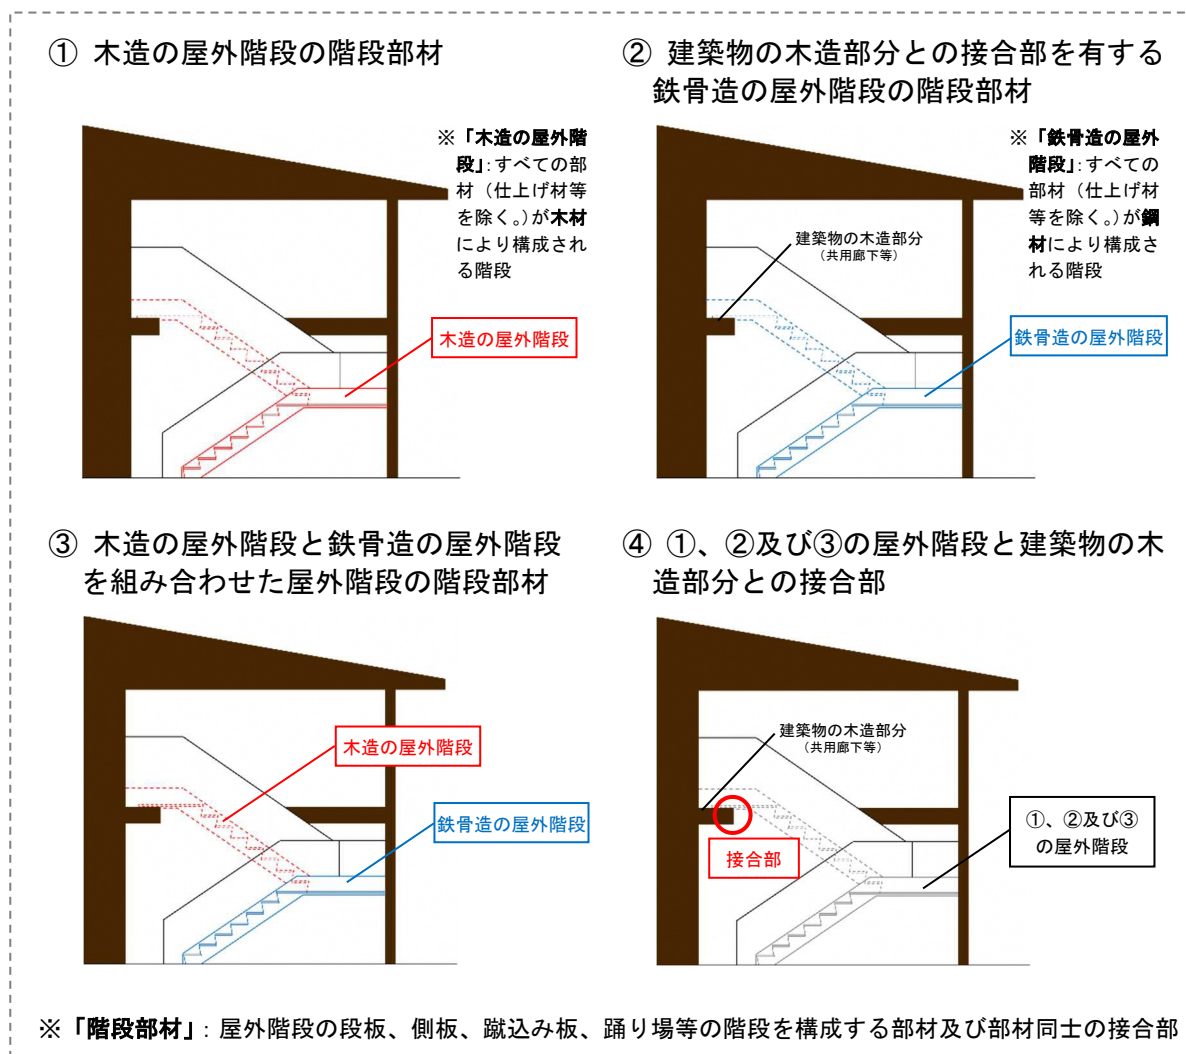 ① 木造の屋外階段の階段部材
※「木造の屋外階
段」：すべての部
材（仕上げ材等
を除く。）が木材
により構成され
る階段
木造の屋外階段
② 建築物の木造部分との接合部を有する
鉄骨造の屋外階段の階段部材
※「鉄骨造の屋外
階段」：すべての
部材（仕上げ材
等を除く。）が鋼
材により構成さ
れる階段
建築物の木造部分
（共用廊下等）
鉄骨造の屋外階段
③ 木造の屋外階段と鉄骨造の屋外階段
を組み合わせた屋外階段の階段部材
木造の屋外階段
鉄骨造の屋外階段
④ ①、②及び③の屋外階段と建築物の木
造部分との接合部
建築物の木造部分
（共用廊下等）
接合部
①、②及び③
の屋外階段
※「階段部材」：屋外階段の段板、側板、蹴込み板、踊り場等の階段を構成する部材及び部材同士の接合部